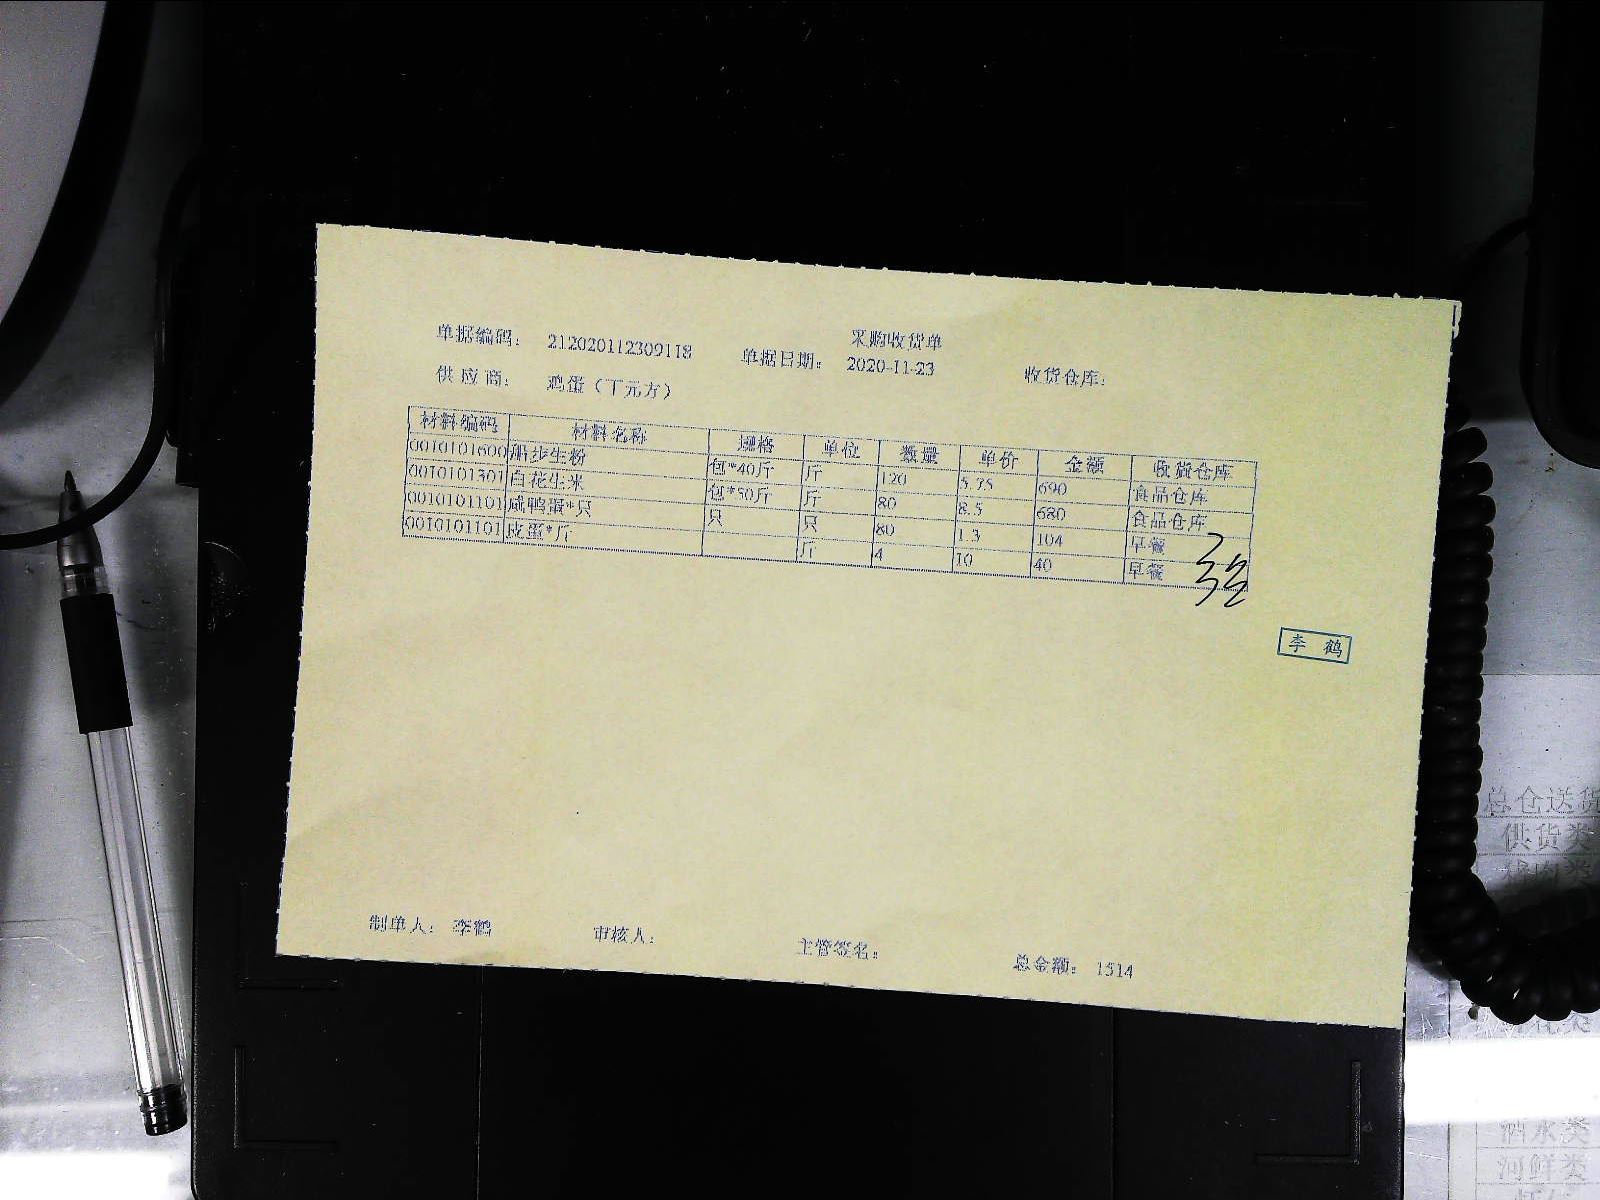 采购收货单
单据编码: 212020112309118 单据日期: 2020-11-23 收货仓库:
供应商: 鸡蛋(丁元方)
材料编码 材料名称 规格 单位 数量 单价 金额 收货仓库
0010101600 船步生粉 包*40斤 斤 120 5.75 690 食品仓库
0010101301 白花生米 包*50斤 斤 80 8.5 680 食品仓库
0010101101 咸鸭蛋*只 只 只 80 1.3 104 早餐
0010101101 皮蛋*斤 斤 4 10 40 早餐
李鹤
制单人: 李鹤 审核人: 主管签名: 总金额: 1514
总仓送货
供货类
酒水类
河鲜类